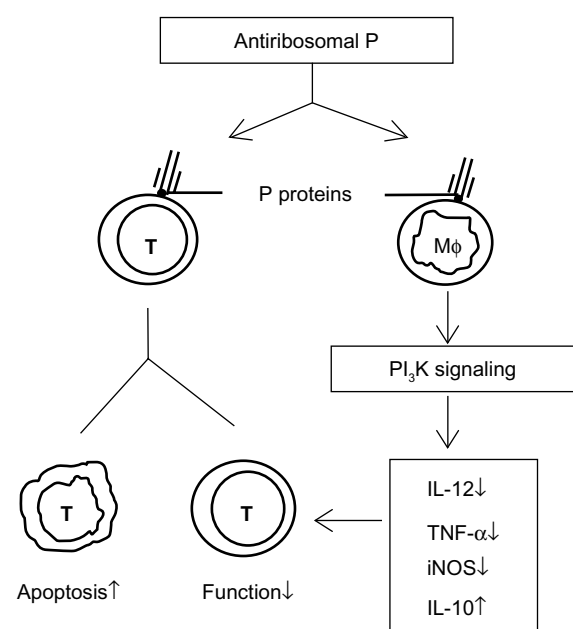 Antiribosomal P
P proteins
T
Mϕ
PI₃K signaling
IL-12↓
TNF-α↓
iNOS↓
IL-10↑
T
T
Apoptosis↑
Function↓